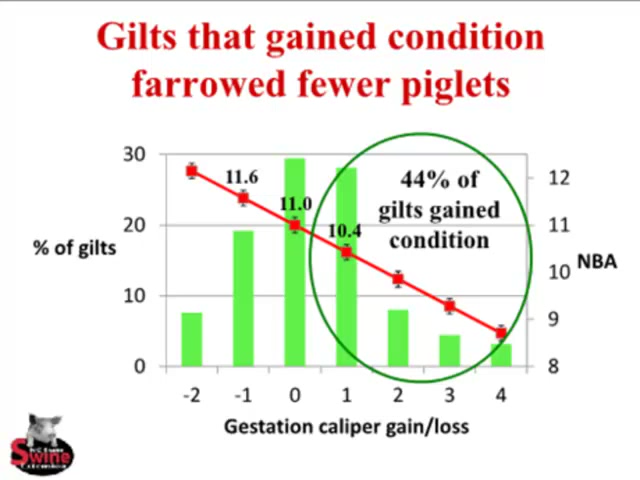 Gilts that gained condition
farrowed fewer piglets
30
20
10
0
% of gilts
11.6
11.0
10.4
44% of
gilts gained
condition
12
11
10
9
8
NBA
-2 -1 0 1 2 3 4
Gestation caliper gain/loss
Swine